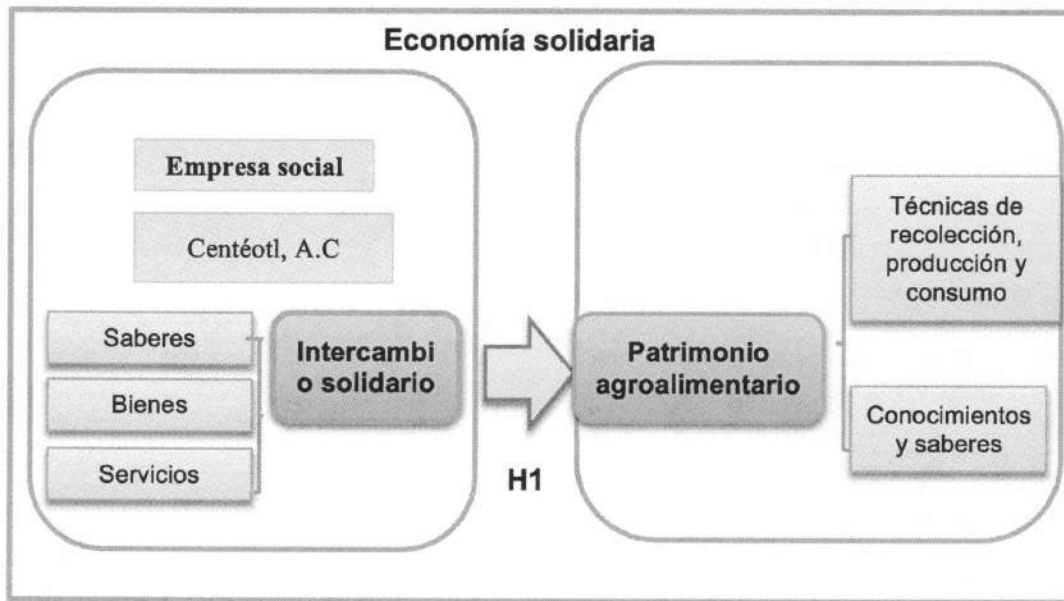 Economía solidaria
Empresa social
Centéotl, A.C
Saberes
Bienes
Servicios
Intercambi
o solidario
H1
Patrimonio
agroalimentario
Técnicas de
recolección,
producción y
consumo
Conocimientos
y saberes